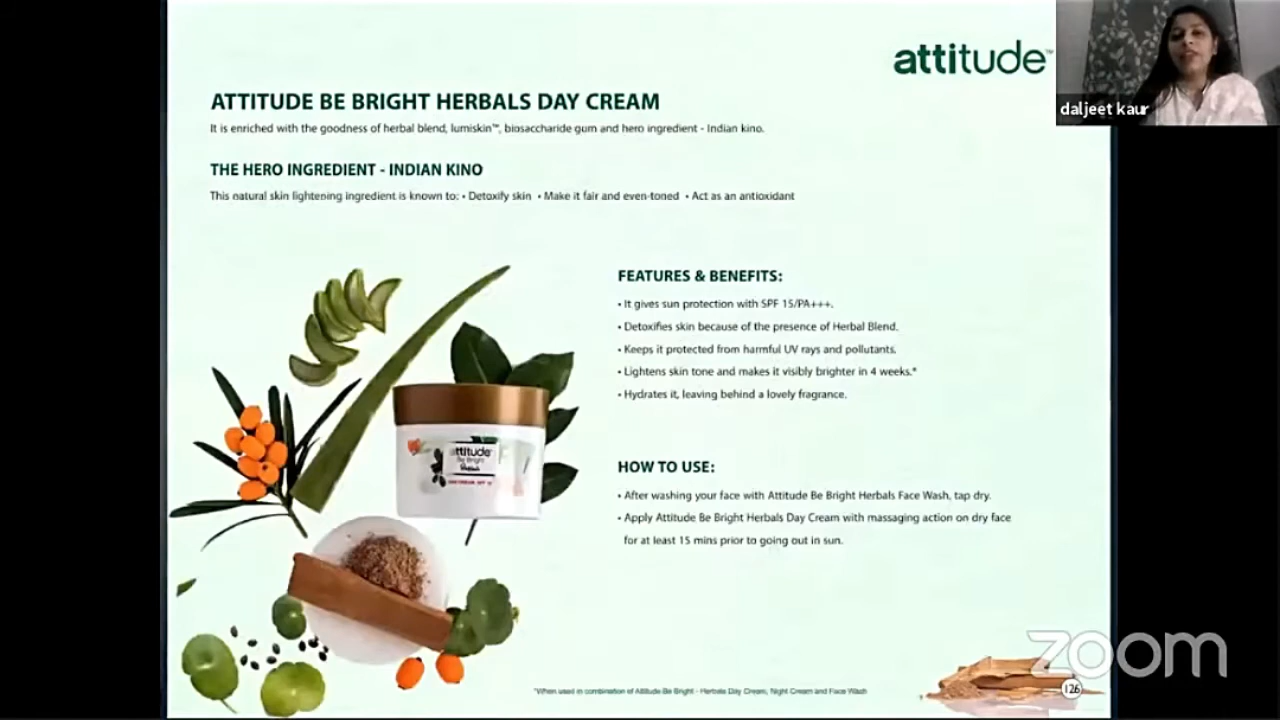 attitude™
daljeet kaur
ATTITUDE BE BRIGHT HERBALS DAY CREAM
It is enriched with the goodness of herbal blend, lumiskin™, biosaccharide gum and hero ingredient - Indian kino.
THE HERO INGREDIENT - INDIAN KINO
This natural skin lightening ingredient is known to: • Detoxify skin • Make it fair and even-toned • Act as an antioxidant
FEATURES & BENEFITS:
• It gives sun protection with SPF 15/PA+++.
• Detoxifies skin because of the presence of Herbal Blend.
• Keeps it protected from harmful UV rays and pollutants.
• Lightens skin tone and makes it visibly brighter in 4 weeks.*
• Hydrates it, leaving behind a lovely fragrance.
attitude
Be Bright
Herbals
DAY CREAM SPF 15
HOW TO USE:
• After washing your face with Attitude Be Bright Herbals Face Wash, tap dry.
• Apply Attitude Be Bright Herbals Day Cream with massaging action on dry face
for at least 15 mins prior to going out in sun.
zoom
126
*When used in combination of Attitude Be Bright - Herbals Day Cream, Night Cream and Face Wash